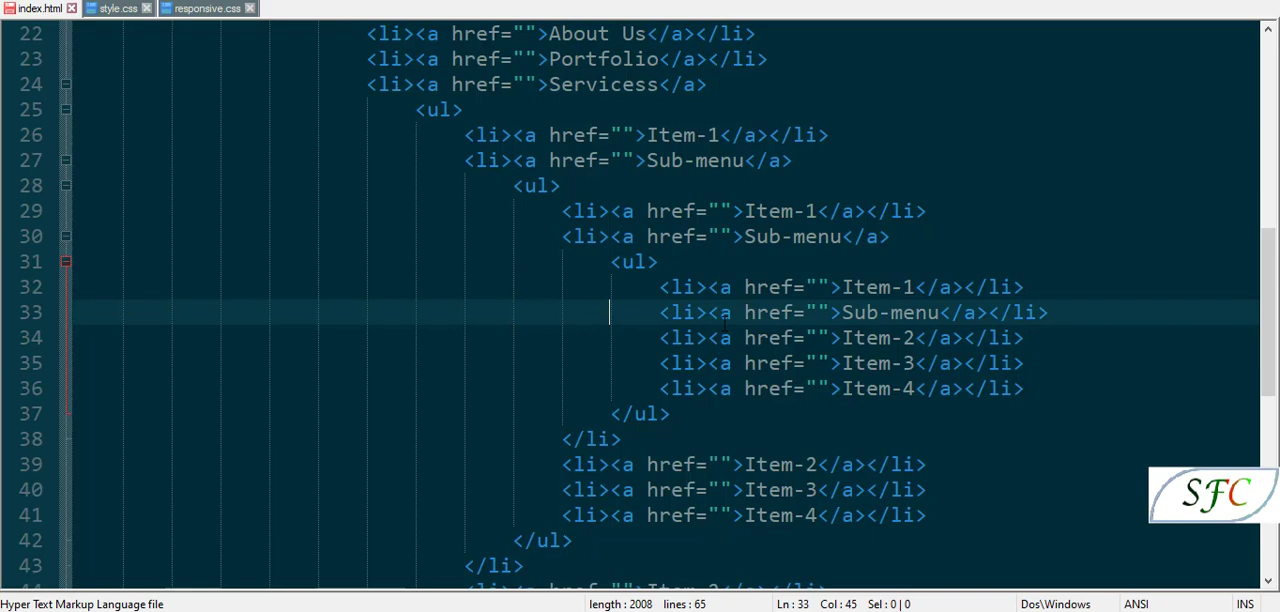 index.html style.css responsive.css
22 <li><a href="">About Us</a></li>
23 <li><a href="">Portfolio</a></li>
24 <li><a href="">Servicess</a>
25 <ul>
26 <li><a href="">Item-1</a></li>
27 <li><a href="">Sub-menu</a>
28 <ul>
29 <li><a href="">Item-1</a></li>
30 <li><a href="">Sub-menu</a>
31 <ul>
32 <li><a href="">Item-1</a></li>
33 <li><a href="">Sub-menu</a></li>
34 <li><a href="">Item-2</a></li>
35 <li><a href="">Item-3</a></li>
36 <li><a href="">Item-4</a></li>
37 </ul>
38 </li>
39 <li><a href="">Item-2</a></li>
40 <li><a href="">Item-3</a></li>
41 <li><a href="">Item-4</a></li>
SFC
42 </ul>
43 </li>
Hyper Text Markup Language file length : 2008 lines : 65 Ln : 33 Col : 45 Sel : 0 | 0 Dos\Windows ANSI INS